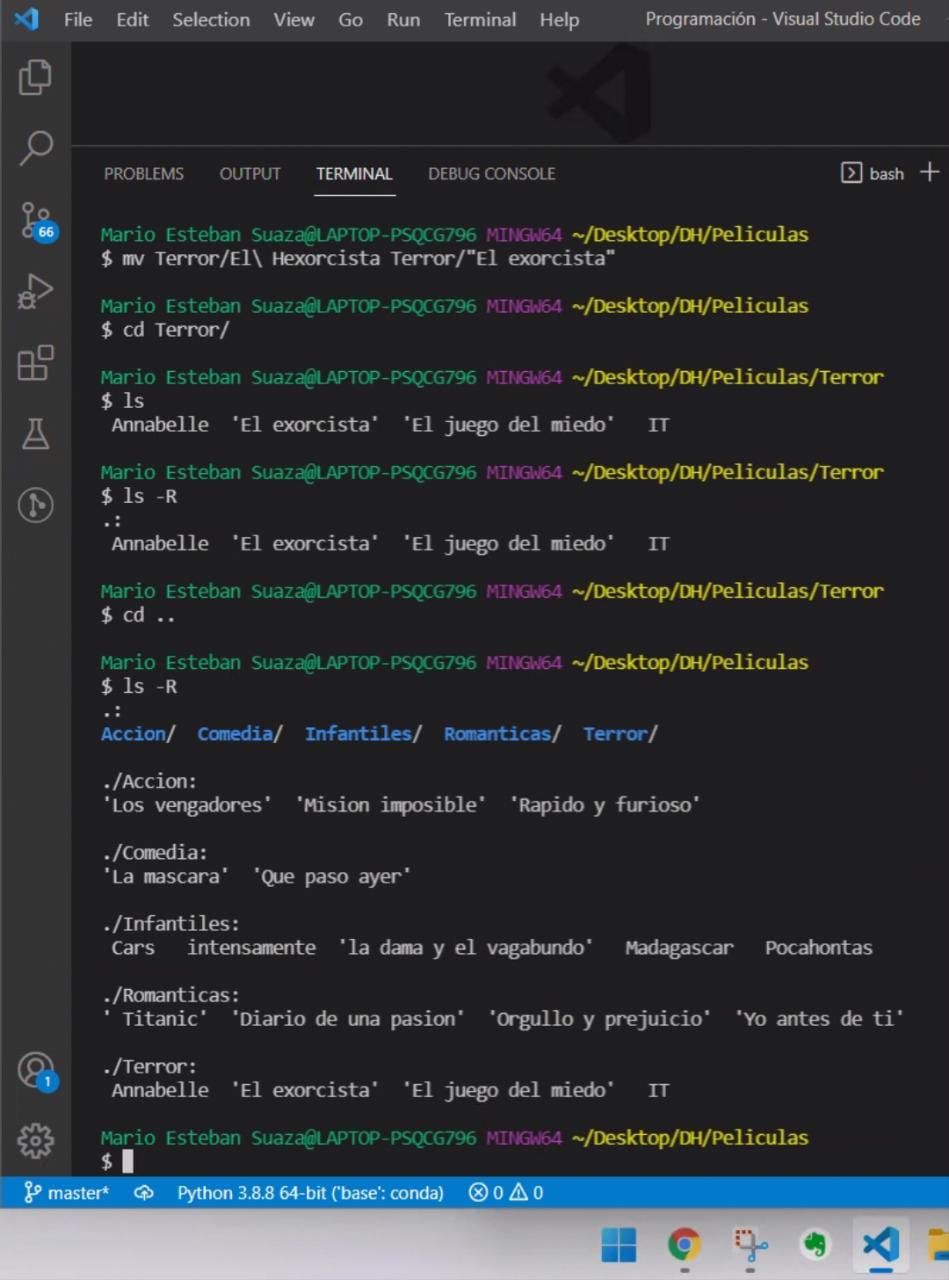 File Edit Selection View Go Run Terminal Help Programación - Visual Studio Code
PROBLEMS OUTPUT TERMINAL DEBUG CONSOLE bash
66
Mario Esteban Suaza@LAPTOP-PSQCG796 MINGW64 ~/Desktop/DH/Peliculas
$ mv Terror/El\ Hexorcista Terror/"El exorcista"
Mario Esteban Suaza@LAPTOP-PSQCG796 MINGW64 ~/Desktop/DH/Peliculas
$ cd Terror/
Mario Esteban Suaza@LAPTOP-PSQCG796 MINGW64 ~/Desktop/DH/Peliculas/Terror
$ ls
Annabelle 'El exorcista' 'El juego del miedo' IT
Mario Esteban Suaza@LAPTOP-PSQCG796 MINGW64 ~/Desktop/DH/Peliculas/Terror
$ ls -R
.:
Annabelle 'El exorcista' 'El juego del miedo' IT
Mario Esteban Suaza@LAPTOP-PSQCG796 MINGW64 ~/Desktop/DH/Peliculas/Terror
$ cd ..
Mario Esteban Suaza@LAPTOP-PSQCG796 MINGW64 ~/Desktop/DH/Peliculas
$ ls -R
.:
Accion/ Comedia/ Infantiles/ Romanticas/ Terror/
./Accion:
'Los vengadores' 'Mision imposible' 'Rapido y furioso'
./Comedia:
'La mascara' 'Que paso ayer'
./Infantiles:
Cars intensamente 'la dama y el vagabundo' Madagascar Pocahontas
./Romanticas:
' Titanic' 'Diario de una pasion' 'Orgullo y prejuicio' 'Yo antes de ti'
./Terror:
Annabelle 'El exorcista' 'El juego del miedo' IT
1
Mario Esteban Suaza@LAPTOP-PSQCG796 MINGW64 ~/Desktop/DH/Peliculas
$
master* Python 3.8.8 64-bit ('base': conda) 0 0